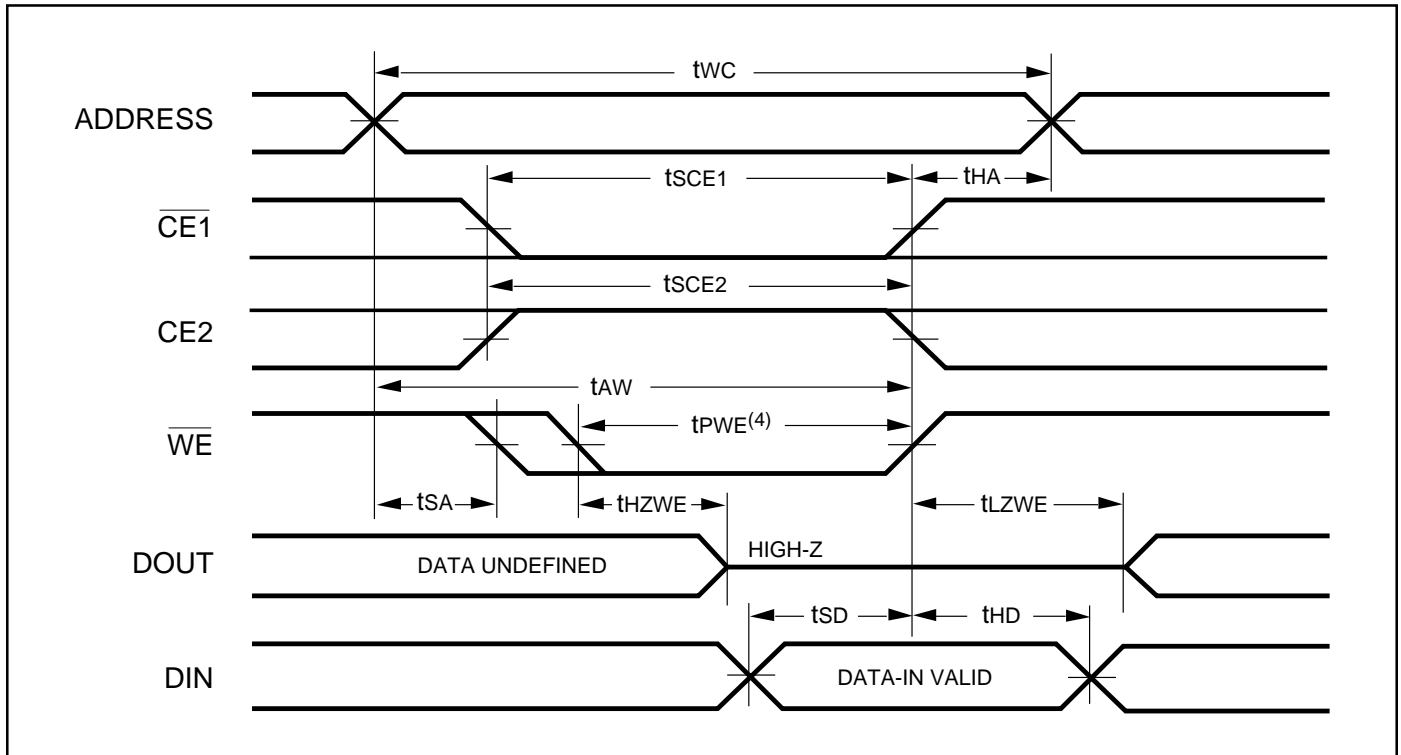 tWC
ADDRESS
tSCE1
tHA
CE1
tSCE2
CE2
tAW
tPWE(4)
WE
tSA
tHZWE
tLZWE
HIGH-Z
DOUT
DATA UNDEFINED
tSD
tHD
DIN
DATA-IN VALID